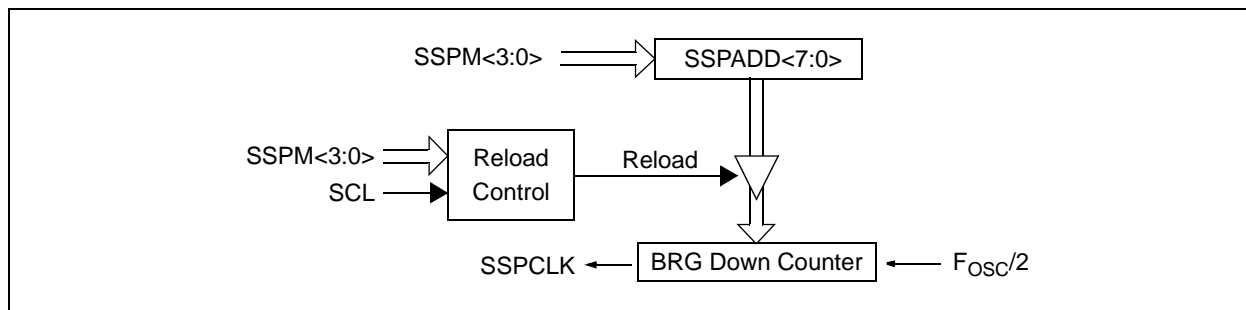 SSPM<3:0>
SSPADD<7:0>
SSPM<3:0>
SCL
Reload
Control
Reload
SSPCLK
BRG Down Counter
FOSC/2